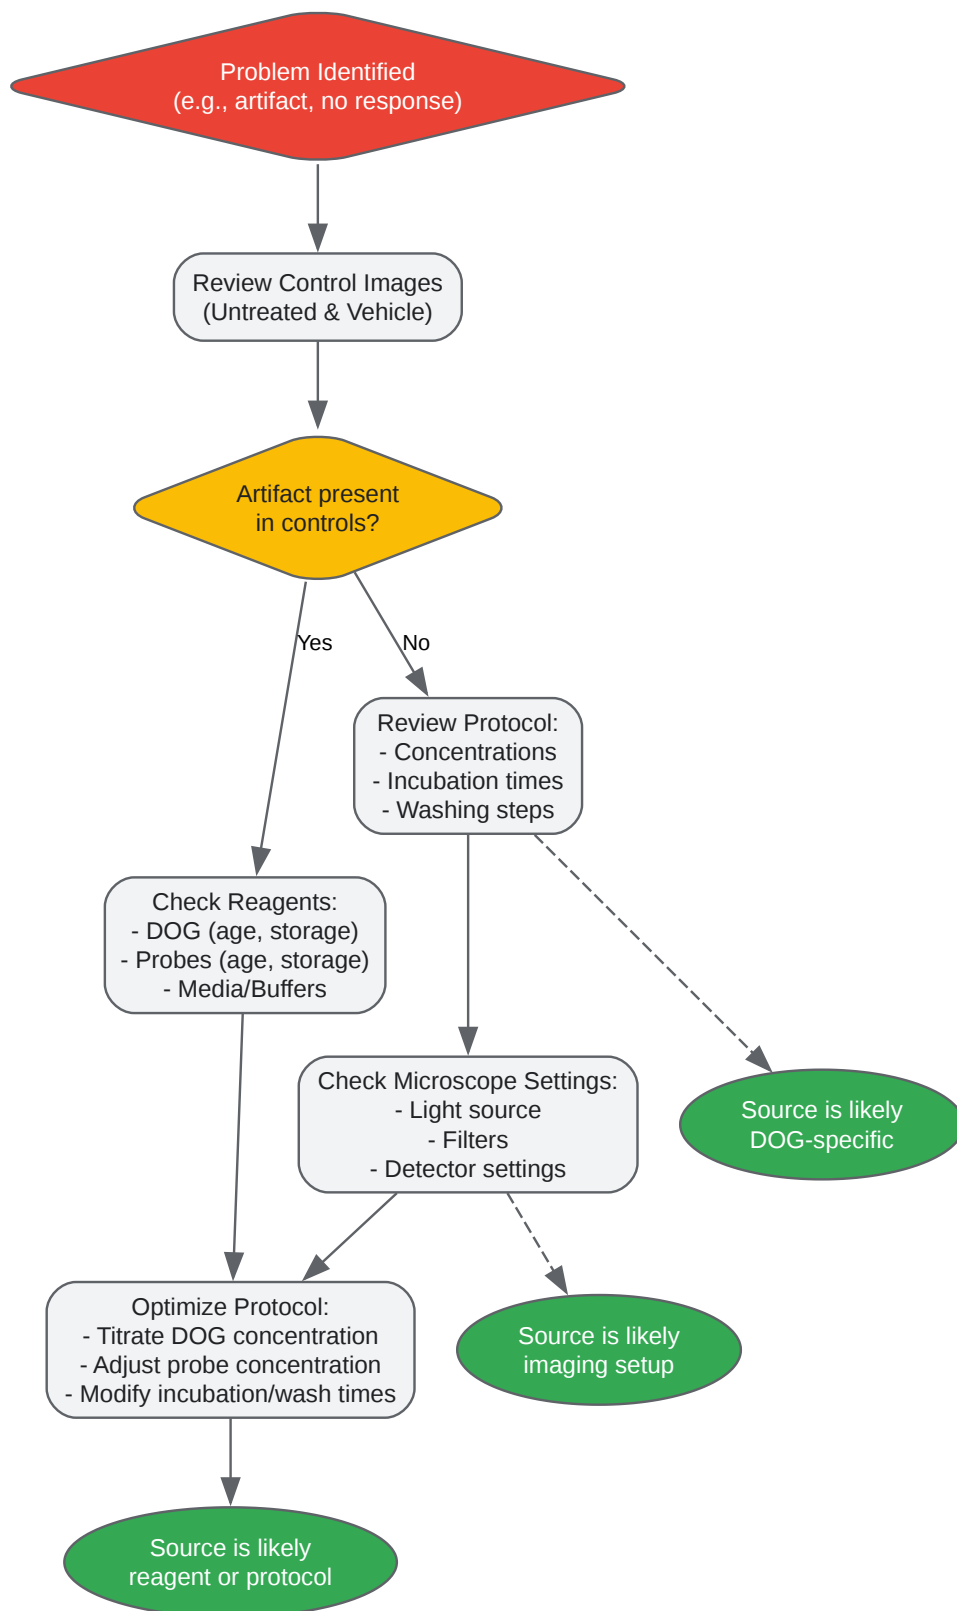 Problem Identified
(e.g., artifact, no response)
Review Control Images
(Untreated & Vehicle)
Artifact present
in controls?
Yes
No
Review Protocol:
- Concentrations
- Incubation times
- Washing steps
Check Reagents:
- DOG (age, storage)
- Probes (age, storage)
- Media/Buffers
Check Microscope Settings:
- Light source
- Filters
- Detector settings
Source is likely
DOG-specific
Optimize Protocol:
- Titrate DOG concentration
- Adjust probe concentration
- Modify incubation/wash times
Source is likely
imaging setup
Source is likely
reagent or protocol